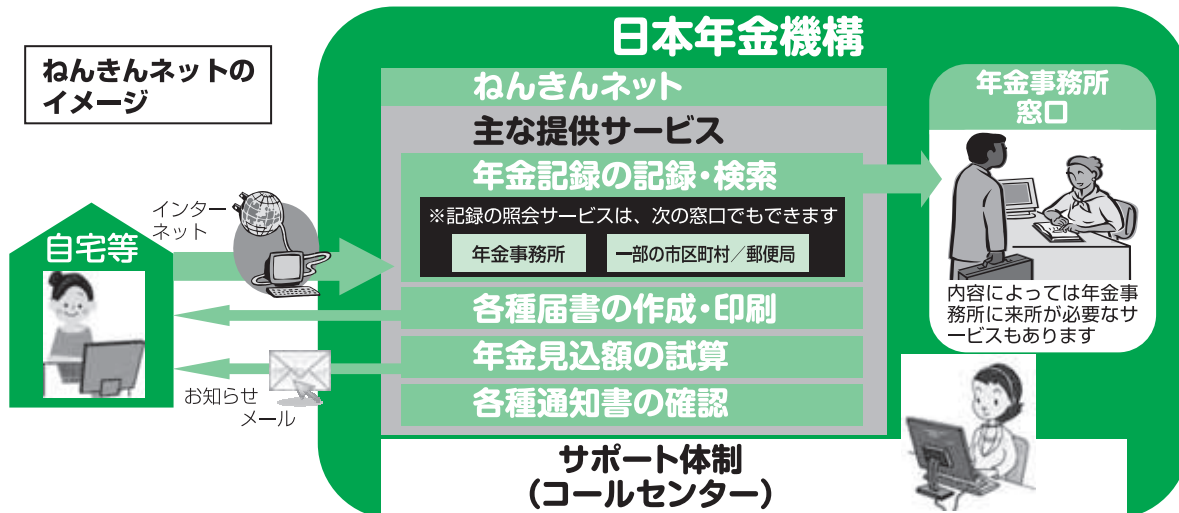 ねんきんネットの
イメージ
日本年金機構
ねんきんネット
主な提供サービス
年金記録の記録・検索
※記録の照会サービスは、次の窓口でもできます
年金事務所
一部の市区町村／郵便局
各種届書の作成・印刷
年金見込額の試算
各種通知書の確認
サポート体制
（コールセンター）
自宅等
インター
ネット
お知らせ
メール
年金事務所
窓口
内容によっては年金事
務所に来所が必要なサ
ービスもあります